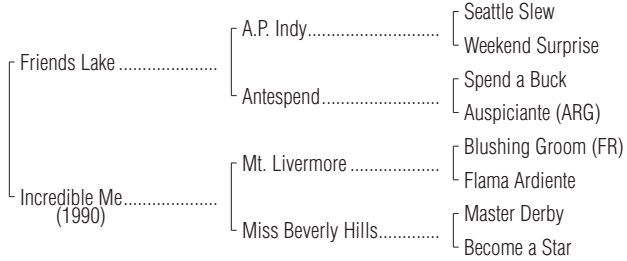 Seattle Slew
A.P. Indy
Weekend Surprise
Friends Lake
Spend a Buck
Antespend
Auspiciante (ARG)
Blushing Groom (FR)
Mt. Livermore
Flama Ardiente
Incredible Me
(1990)
Master Derby
Miss Beverly Hills
Become a Star